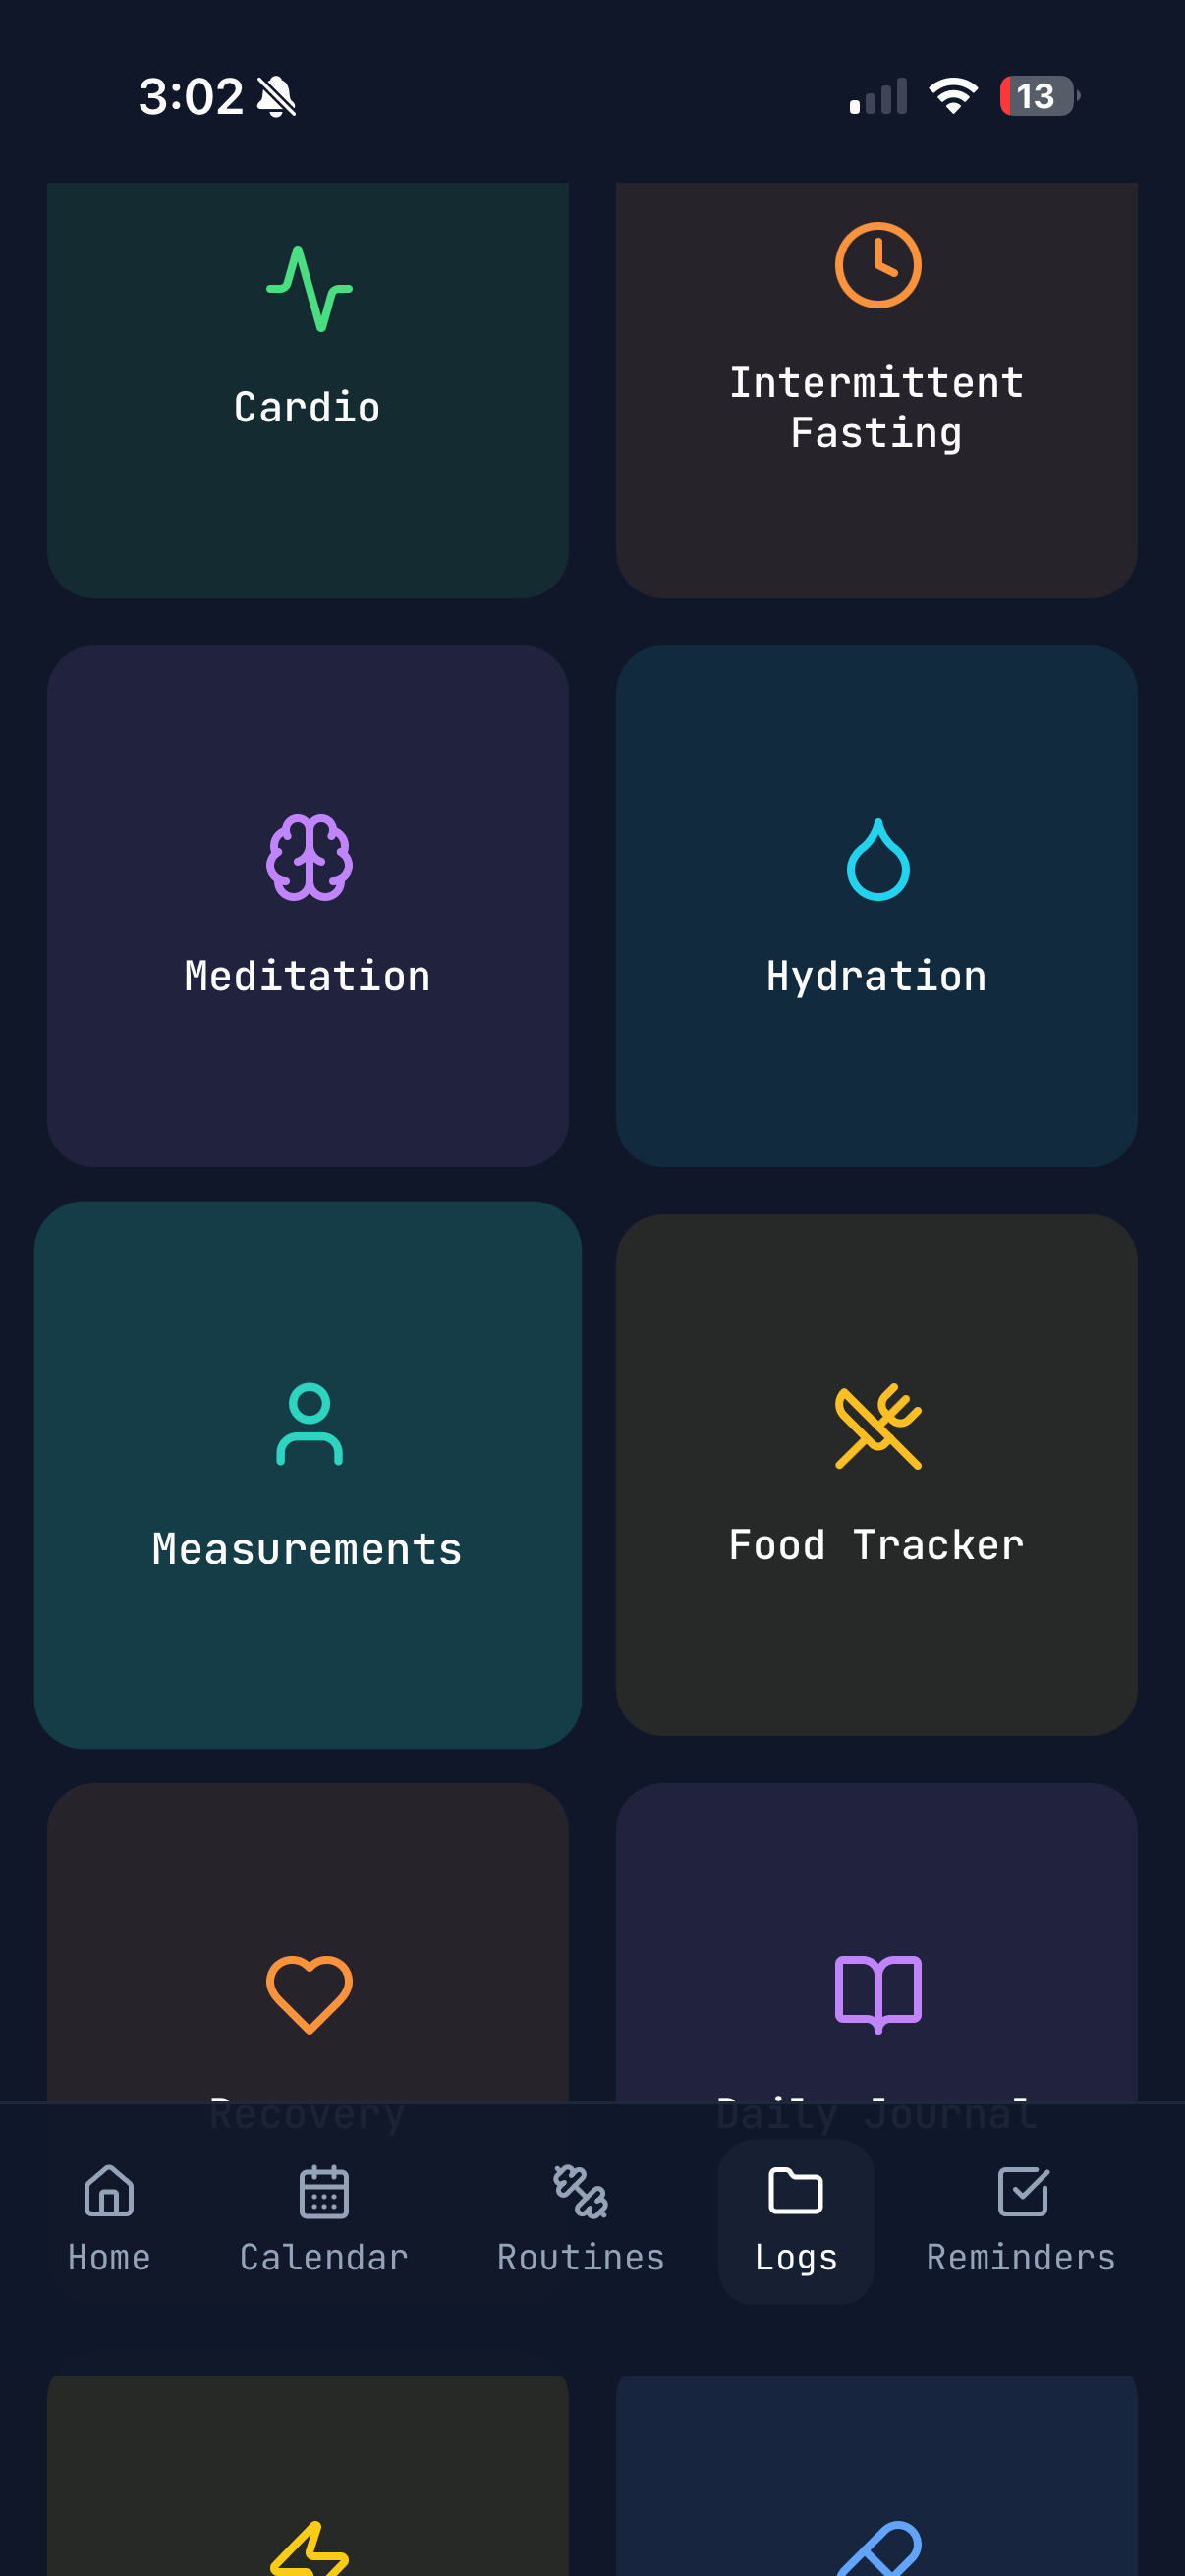 3:02
13
Cardio
Intermittent
Fasting
Meditation
Hydration
Measurements
Food Tracker
Recovery
Daily Journal
Home
Calendar
Routines
Logs
Reminders